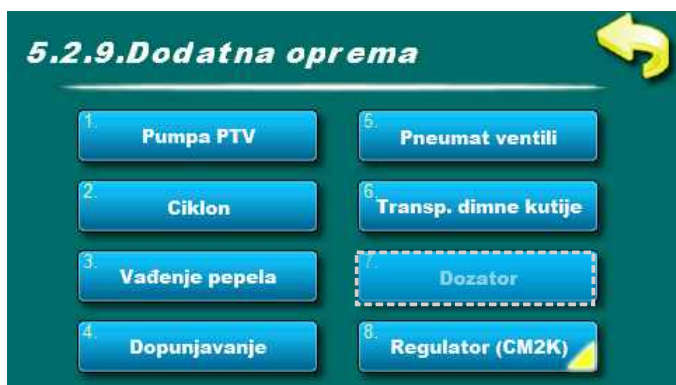 5.2.9.Dodatna oprema
1. Pumpa PTV
2. Ciklon
3. Vađenje pepela
4. Dopunjavanje
5. Pneumat ventili
6. Transp. dimne kutije
7. Dozator
8. Regulator (CM2K)